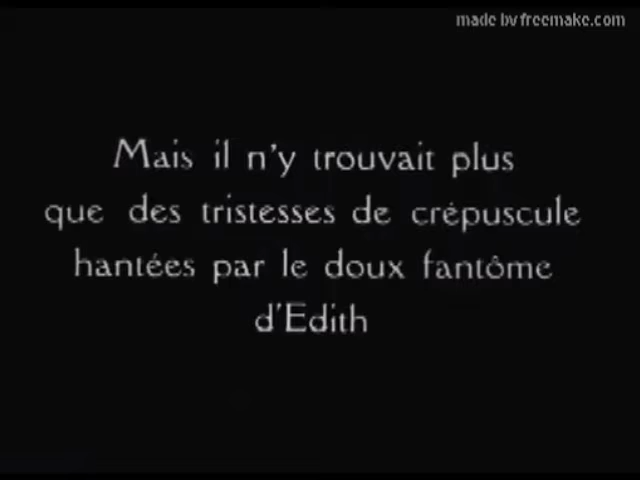 made by freemake.com
Mais il n'y trouvait plus
que des tristesses de crépuscule
hantées par le doux fantôme
d'Edith